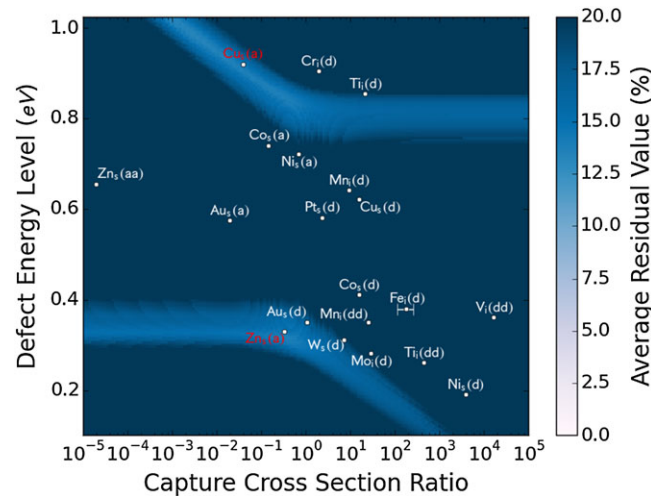 1.0
0.8
0.6
0.4
0.2
Defect Energy Level (eV)
Cuₛ(a)
Crᵢ(d)
Tiᵢ(d)
Coₛ(a)
Niₛ(a)
Znₛ(aa)
Mnᵢ(d)
Auₛ(a)
Ptₛ(d)
Cuₛ(d)
Coₛ(d)
Feᵢ(d)
Vᵢ(dd)
Auₛ(d)
Mnᵢ(dd)
Znₛ(a)
Wₛ(d)
Moᵢ(d)
Tiᵢ(dd)
Niₛ(d)
10⁻⁵ 10⁻⁴ 10⁻³ 10⁻² 10⁻¹ 10⁰ 10¹ 10² 10³ 10⁴ 10⁵
Capture Cross Section Ratio
20.0
17.5
15.0
12.5
10.0
7.5
5.0
2.5
0.0
Average Residual Value (%)